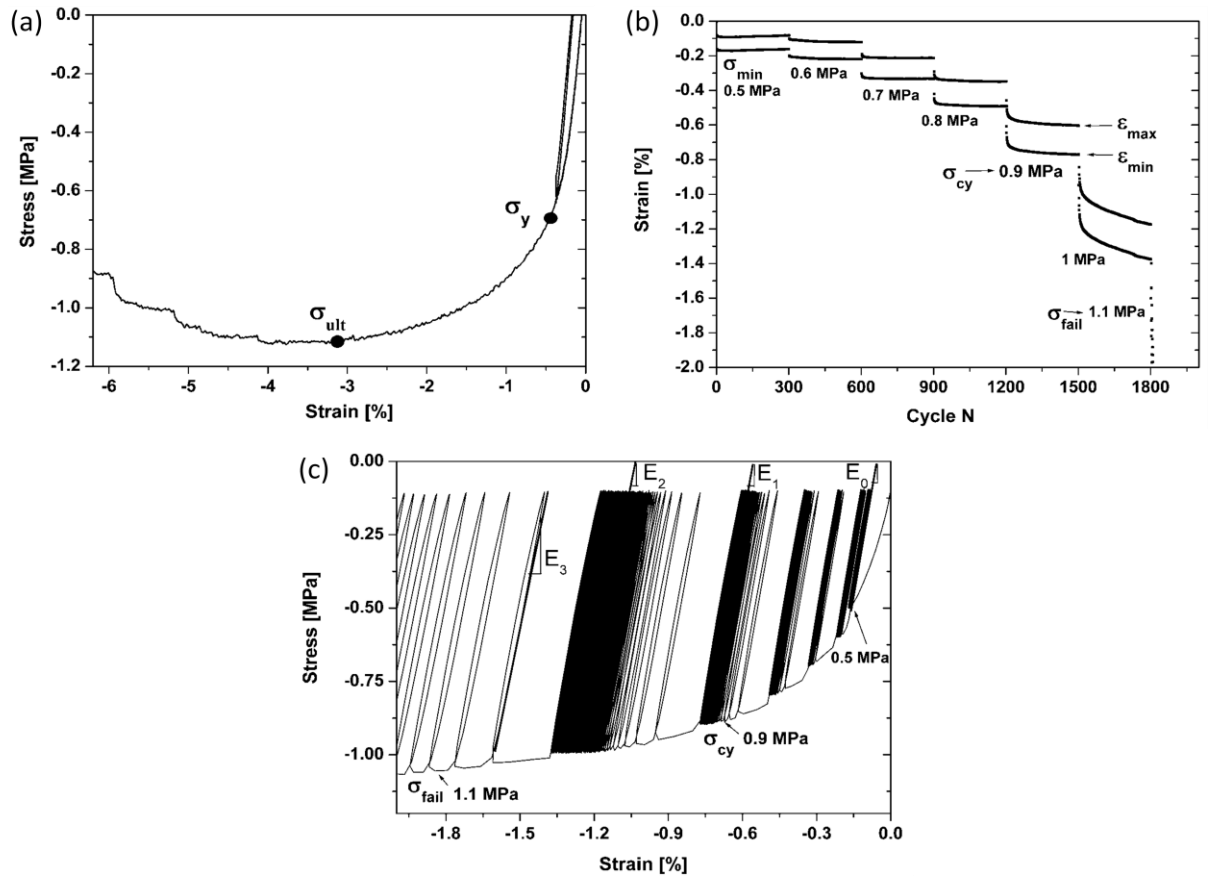 (a)
0.0
-0.2
-0.4
-0.6
-0.8
-1.0
-1.2
Stress [MPa]
σy
σult
-6 -5 -4 -3 -2 -1 0
Strain [%]
(b)
0.0
-0.2
-0.4
-0.6
-0.8
-1.0
-1.2
-1.4
-1.6
-1.8
-2.0
Strain [%]
σmin
0.5 MPa
0.6 MPa
0.7 MPa
0.8 MPa
εmax
εmin
σcy 0.9 MPa
1 MPa
σfail 1.1 MPa
0 300 600 900 1200 1500 1800
Cycle N
(c)
0.00
-0.25
-0.50
-0.75
-1.00
Stress [MPa]
E2
E1
E0
E3
0.5 MPa
σcy 0.9 MPa
σfail 1.1 MPa
-1.8 -1.5 -1.2 -0.9 -0.6 -0.3 0.0
Strain [%]